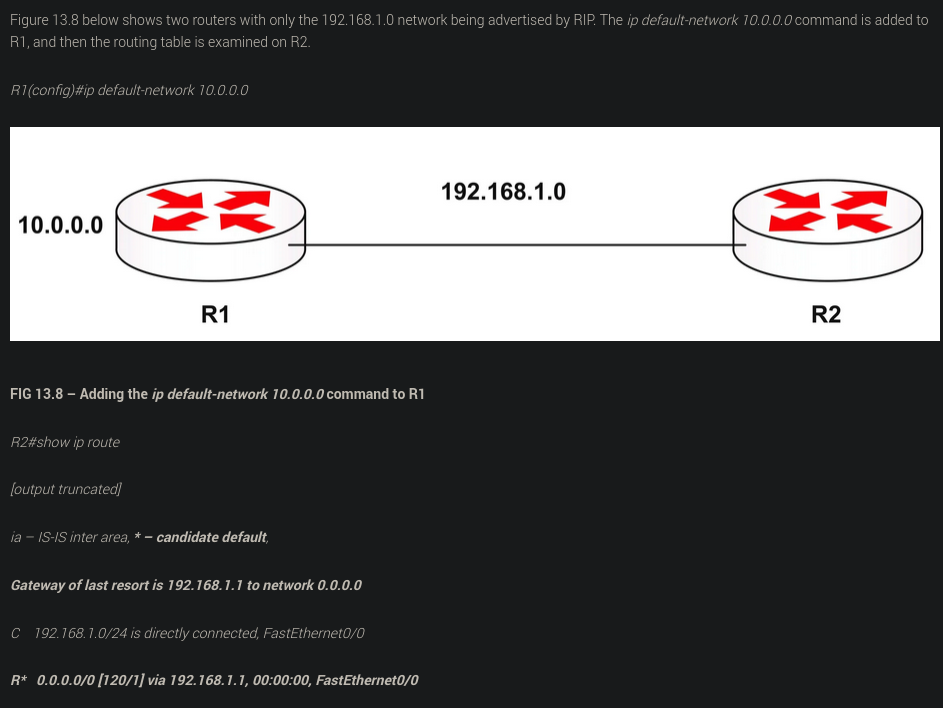 Figure 13.8 below shows two routers with only the 192.168.1.0 network being advertised by RIP. The ip default-network 10.0.0.0 command is added to
R1, and then the routing table is examined on R2.
R1(config)#ip default-network 10.0.0.0
192.168.1.0
10.0.0.0
R1
R2
FIG 13.8 – Adding the ip default-network 10.0.0.0 command to R1
R2#show ip route
[output truncated]
ia – IS-IS inter area, * – candidate default,
Gateway of last resort is 192.168.1.1 to network 0.0.0.0
C 192.168.1.0/24 is directly connected, FastEthernet0/0
R* 0.0.0.0/0 [120/1] via 192.168.1.1, 00:00:00, FastEthernet0/0